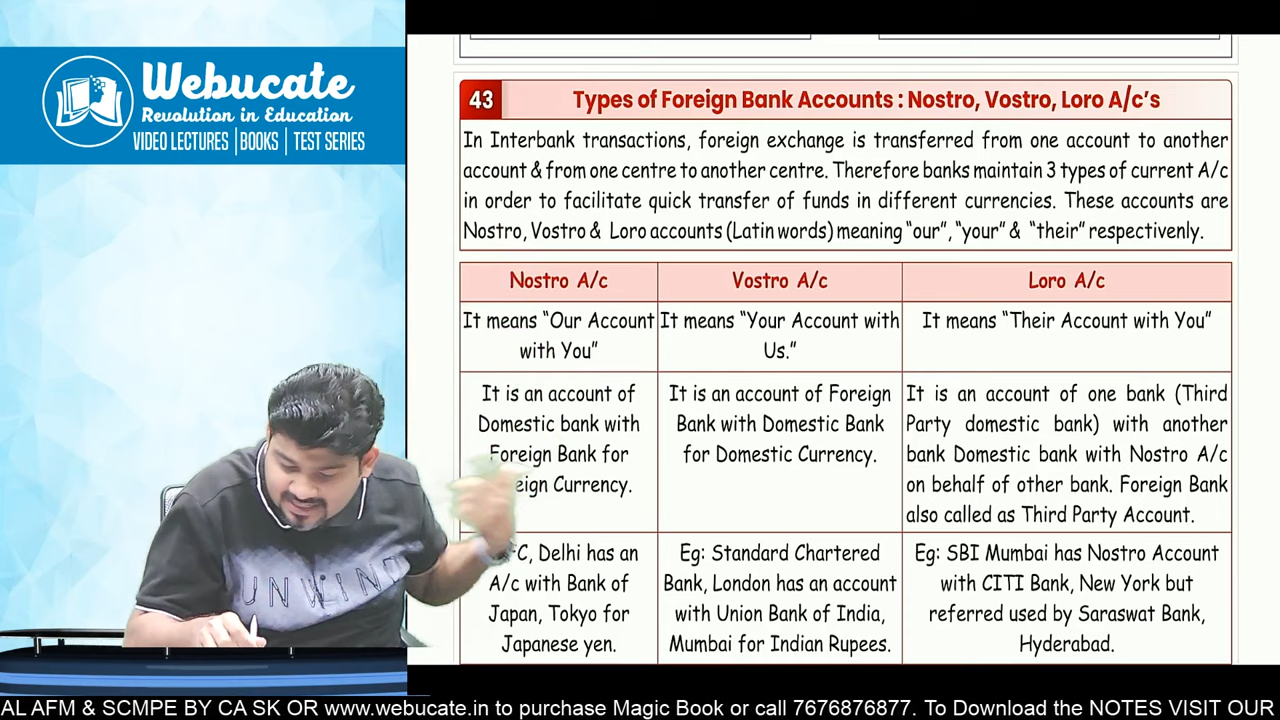 Webucate
Revolution in Education
VIDEO LECTURES | BOOKS | TEST SERIES
43
Types of Foreign Bank Accounts : Nostro, Vostro, Loro A/c's
In Interbank transactions, foreign exchange is transferred from one account to another
account & from one centre to another centre. Therefore banks maintain 3 types of current A/c
in order to facilitate quick transfer of funds in different currencies. These accounts are
Nostro, Vostro & Loro accounts (Latin words) meaning "our", "your" & "their" respectivenly.
Nostro A/c
It means "Our Account
with You"
It is an account of
Domestic bank with
Foreign Bank for
Currency.
Delhi has an
A/c with Bank of
Japan, Tokyo for
Japanese yen.
Vostro A/c
It means "Your Account with
Us."
It is an account of Foreign
Bank with Domestic Bank
for Domestic Currency.
Eg: Standard Chartered
Bank, London has an account
with Union Bank of India,
Mumbai for Indian Rupees.
Loro A/c
It means "Their Account with You"
It is an account of one bank (Third
Party domestic bank) with another
bank Domestic bank with Nostro A/c
on behalf of other bank. Foreign Bank
also called as Third Party Account.
Eg: SBI Mumbai has Nostro Account
with CITI Bank, New York but
referred used by Saraswat Bank,
Hyderabad.
UNWIND
AL AFM & SCMPE BY CA SK OR www.webucate.in to purchase Magic Book or call 7676876877. To Download the NOTES VISIT OUR